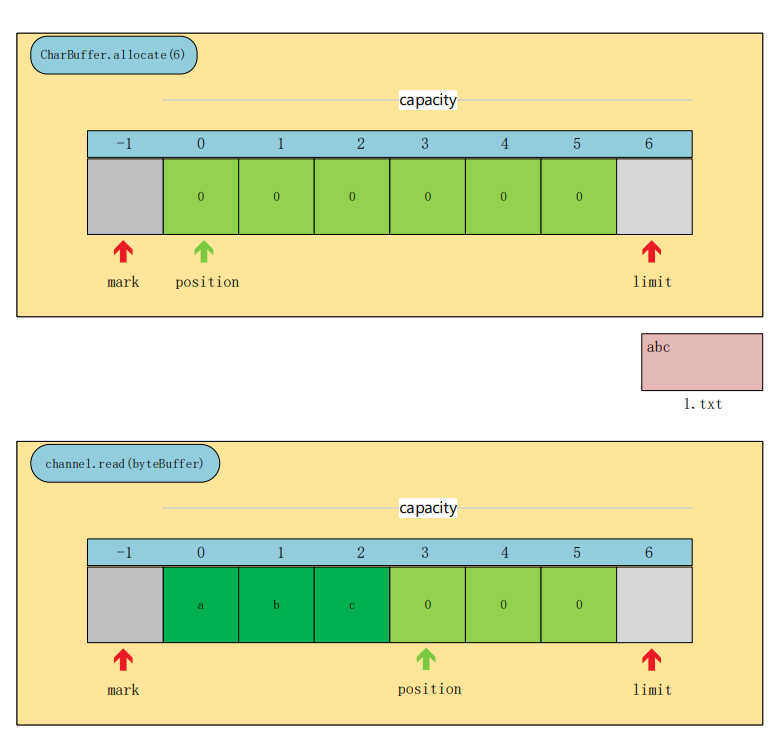 CharBuffer.allocate(6)
capacity
-1 0 1 2 3 4 5 6
0 0 0 0 0 0
mark position limit
abc
1.txt
channel.read(byteBuffer)
capacity
-1 0 1 2 3 4 5 6
a b c 0 0 0
mark position limit